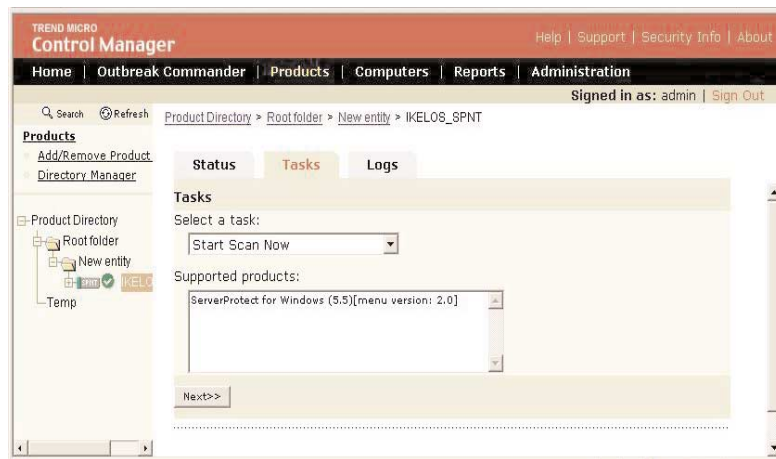 TREND MICRO
Control Manager
Help | Support | Security Info | About
Home | Outbreak Commander | Products | Computers | Reports | Administration
Signed in as: admin | Sign Out
Search Refresh
Product Directory > Root folder > New entity > IKELOS_SPNT
Products
Add/Remove Product
Directory Manager
Status Tasks Logs
Tasks
Select a task:
Start Scan Now
Supported products:
ServerProtect for Windows (5.5)[menu version: 2.0]
Next>>
Product Directory
Root folder
New entity
SPNT IKELO
Temp